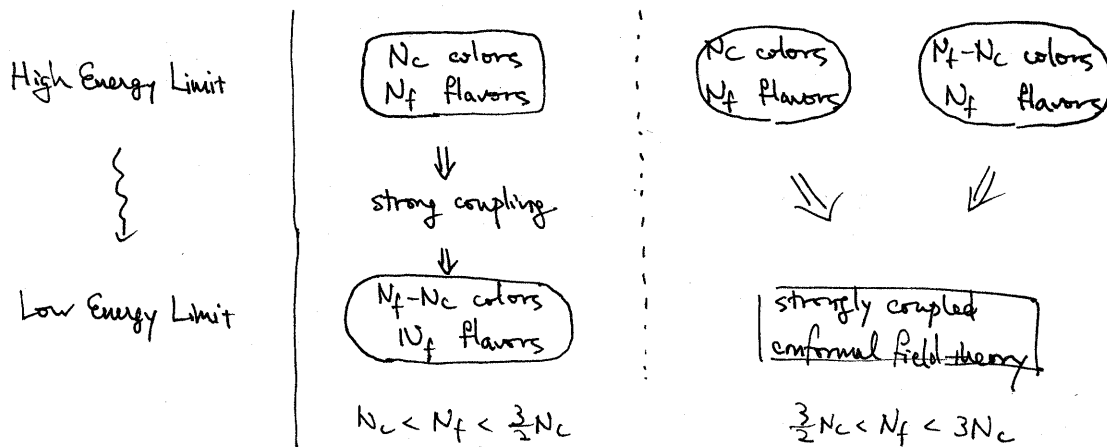 High Energy Limit
Low Energy Limit
Nc colors
Nf flavors
⇓
strong coupling
⇓
Nf-Nc colors
Nf flavors
Nc < Nf < 3/2 Nc
Nc colors
Nf flavors
Nf-Nc colors
Nf flavors
strongly coupled
conformal field theory
3/2 Nc < Nf < 3Nc